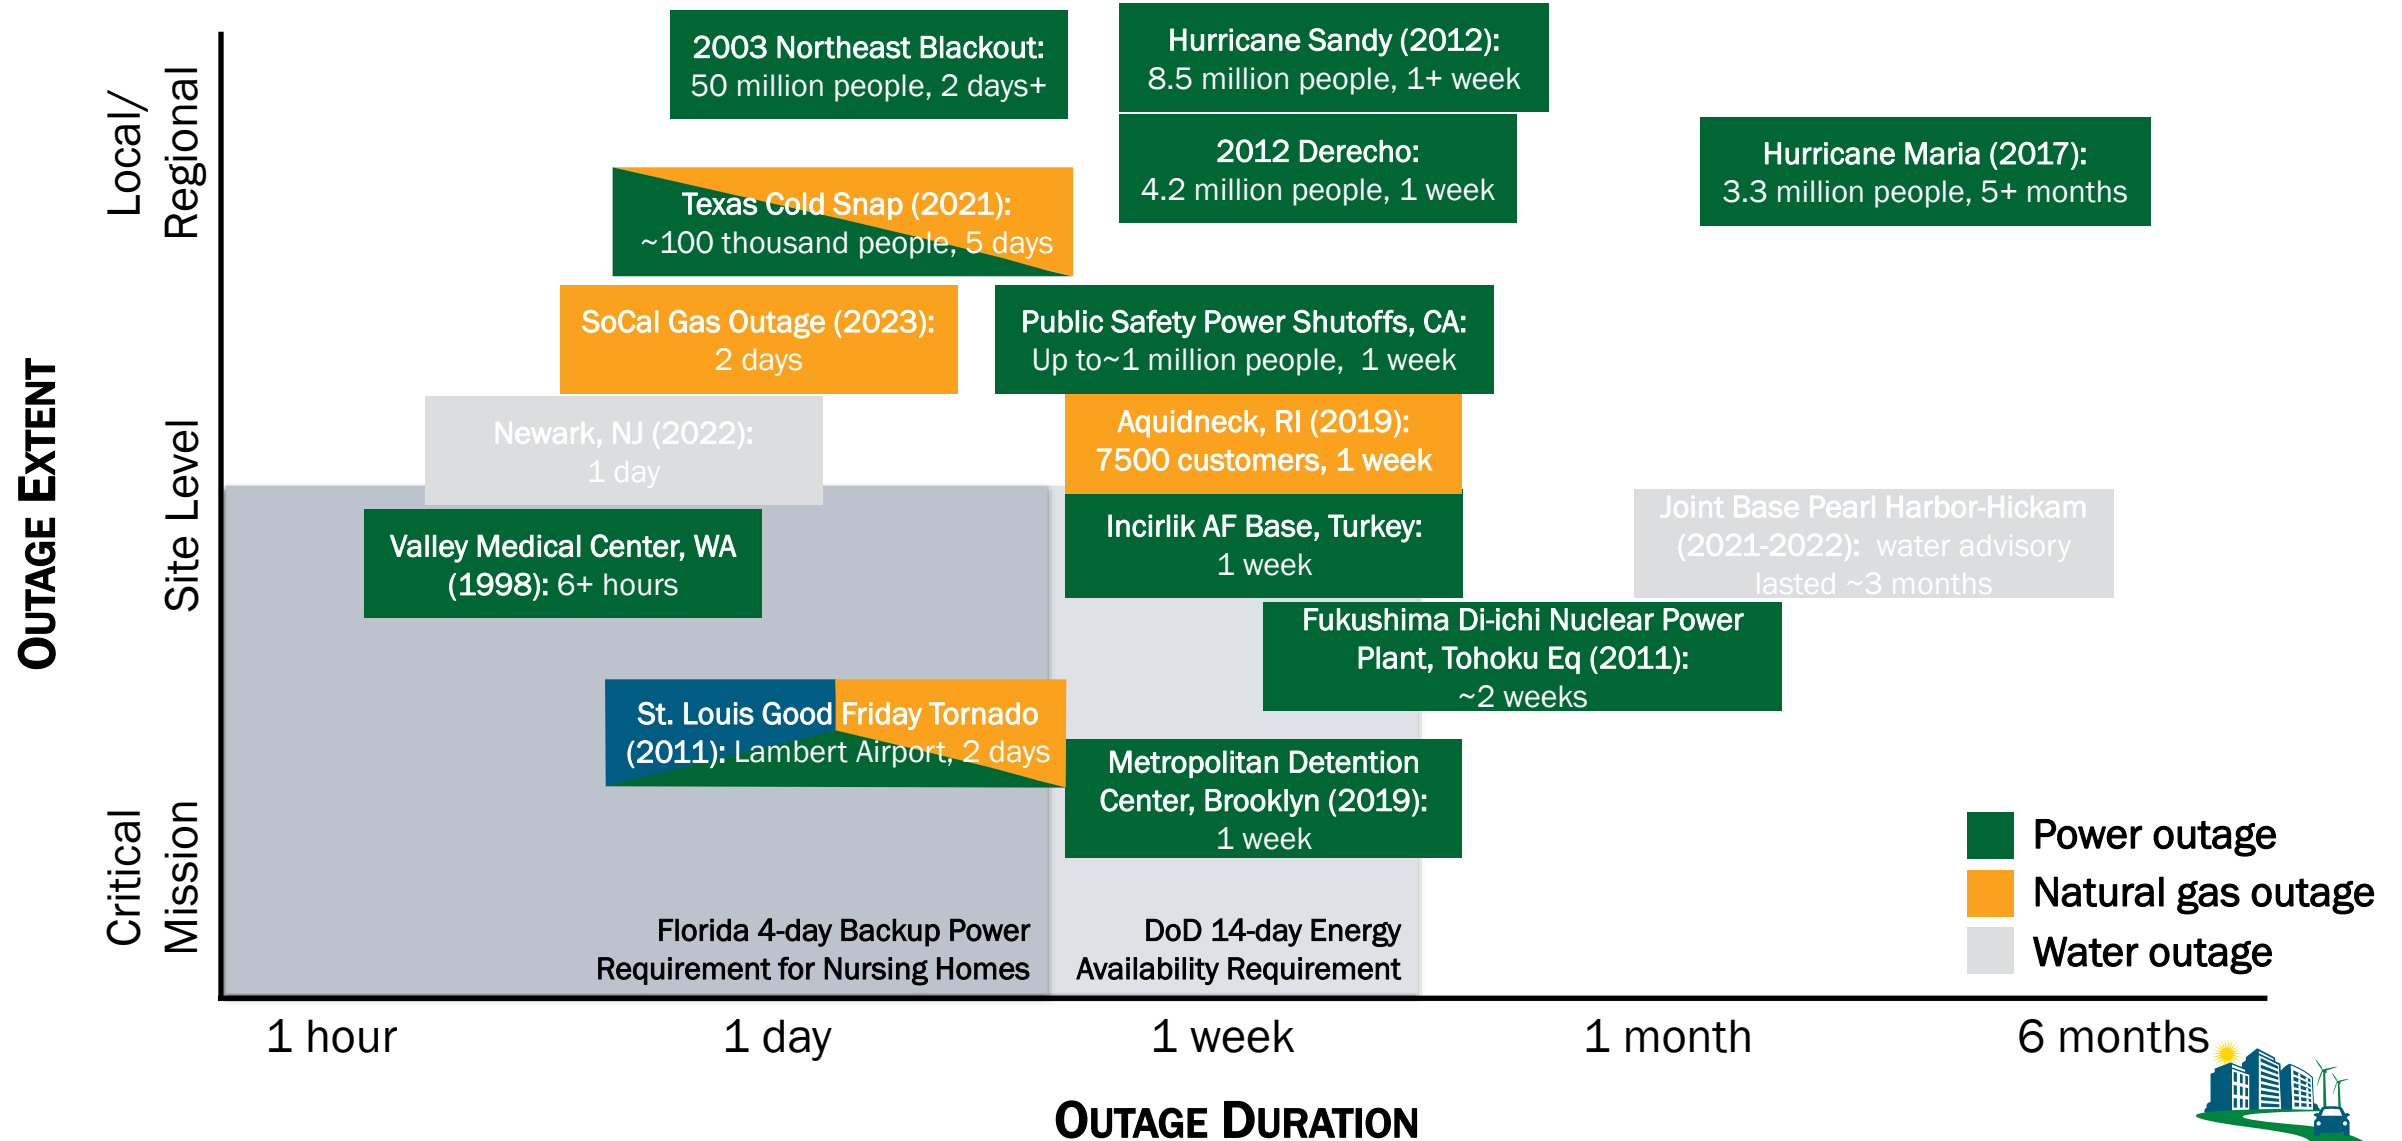 2003 Northeast Blackout:
50 million people, 2 days+
Hurricane Sandy (2012):
8.5 million people, 1+ week
2012 Derecho:
4.2 million people, 1 week
Hurricane Maria (2017):
3.3 million people, 5+ months
Local/
Regional
Texas Cold Snap (2021):
~100 thousand people, 5 days
SoCal Gas Outage (2023):
2 days
Public Safety Power Shutoffs, CA:
Up to~1 million people, 1 week
OUTAGE EXTENT
Site Level
Newark, NJ (2022):
1 day
Aquidneck, RI (2019):
7500 customers, 1 week
Valley Medical Center, WA
(1998): 6+ hours
Incirlik AF Base, Turkey:
1 week
Joint Base Pearl Harbor-Hickam
(2021-2022): water advisory
lasted ~3 months
Fukushima Di-ichi Nuclear Power
Plant, Tohoku Eq (2011):
~2 weeks
St. Louis Good Friday Tornado
(2011): Lambert Airport, 2 days
Metropolitan Detention
Center, Brooklyn (2019):
1 week
Critical
Mission
Florida 4-day Backup Power
Requirement for Nursing Homes
DoD 14-day Energy
Availability Requirement
Power outage
Natural gas outage
Water outage
1 hour
1 day
1 week
1 month
6 months
OUTAGE DURATION